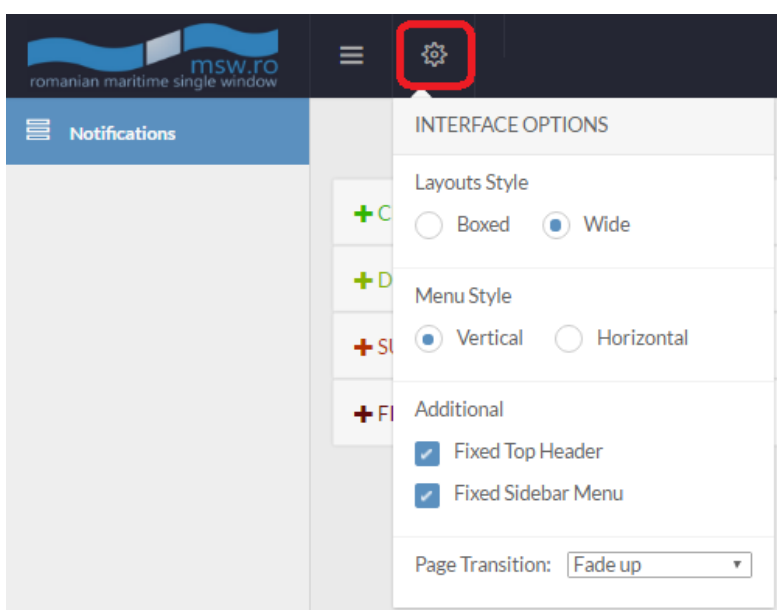 msw.ro
romanian maritime single window
Notifications
INTERFACE OPTIONS
Layouts Style
Boxed Wide
Menu Style
Vertical Horizontal
Additional
Fixed Top Header
Fixed Sidebar Menu
Page Transition: Fade up